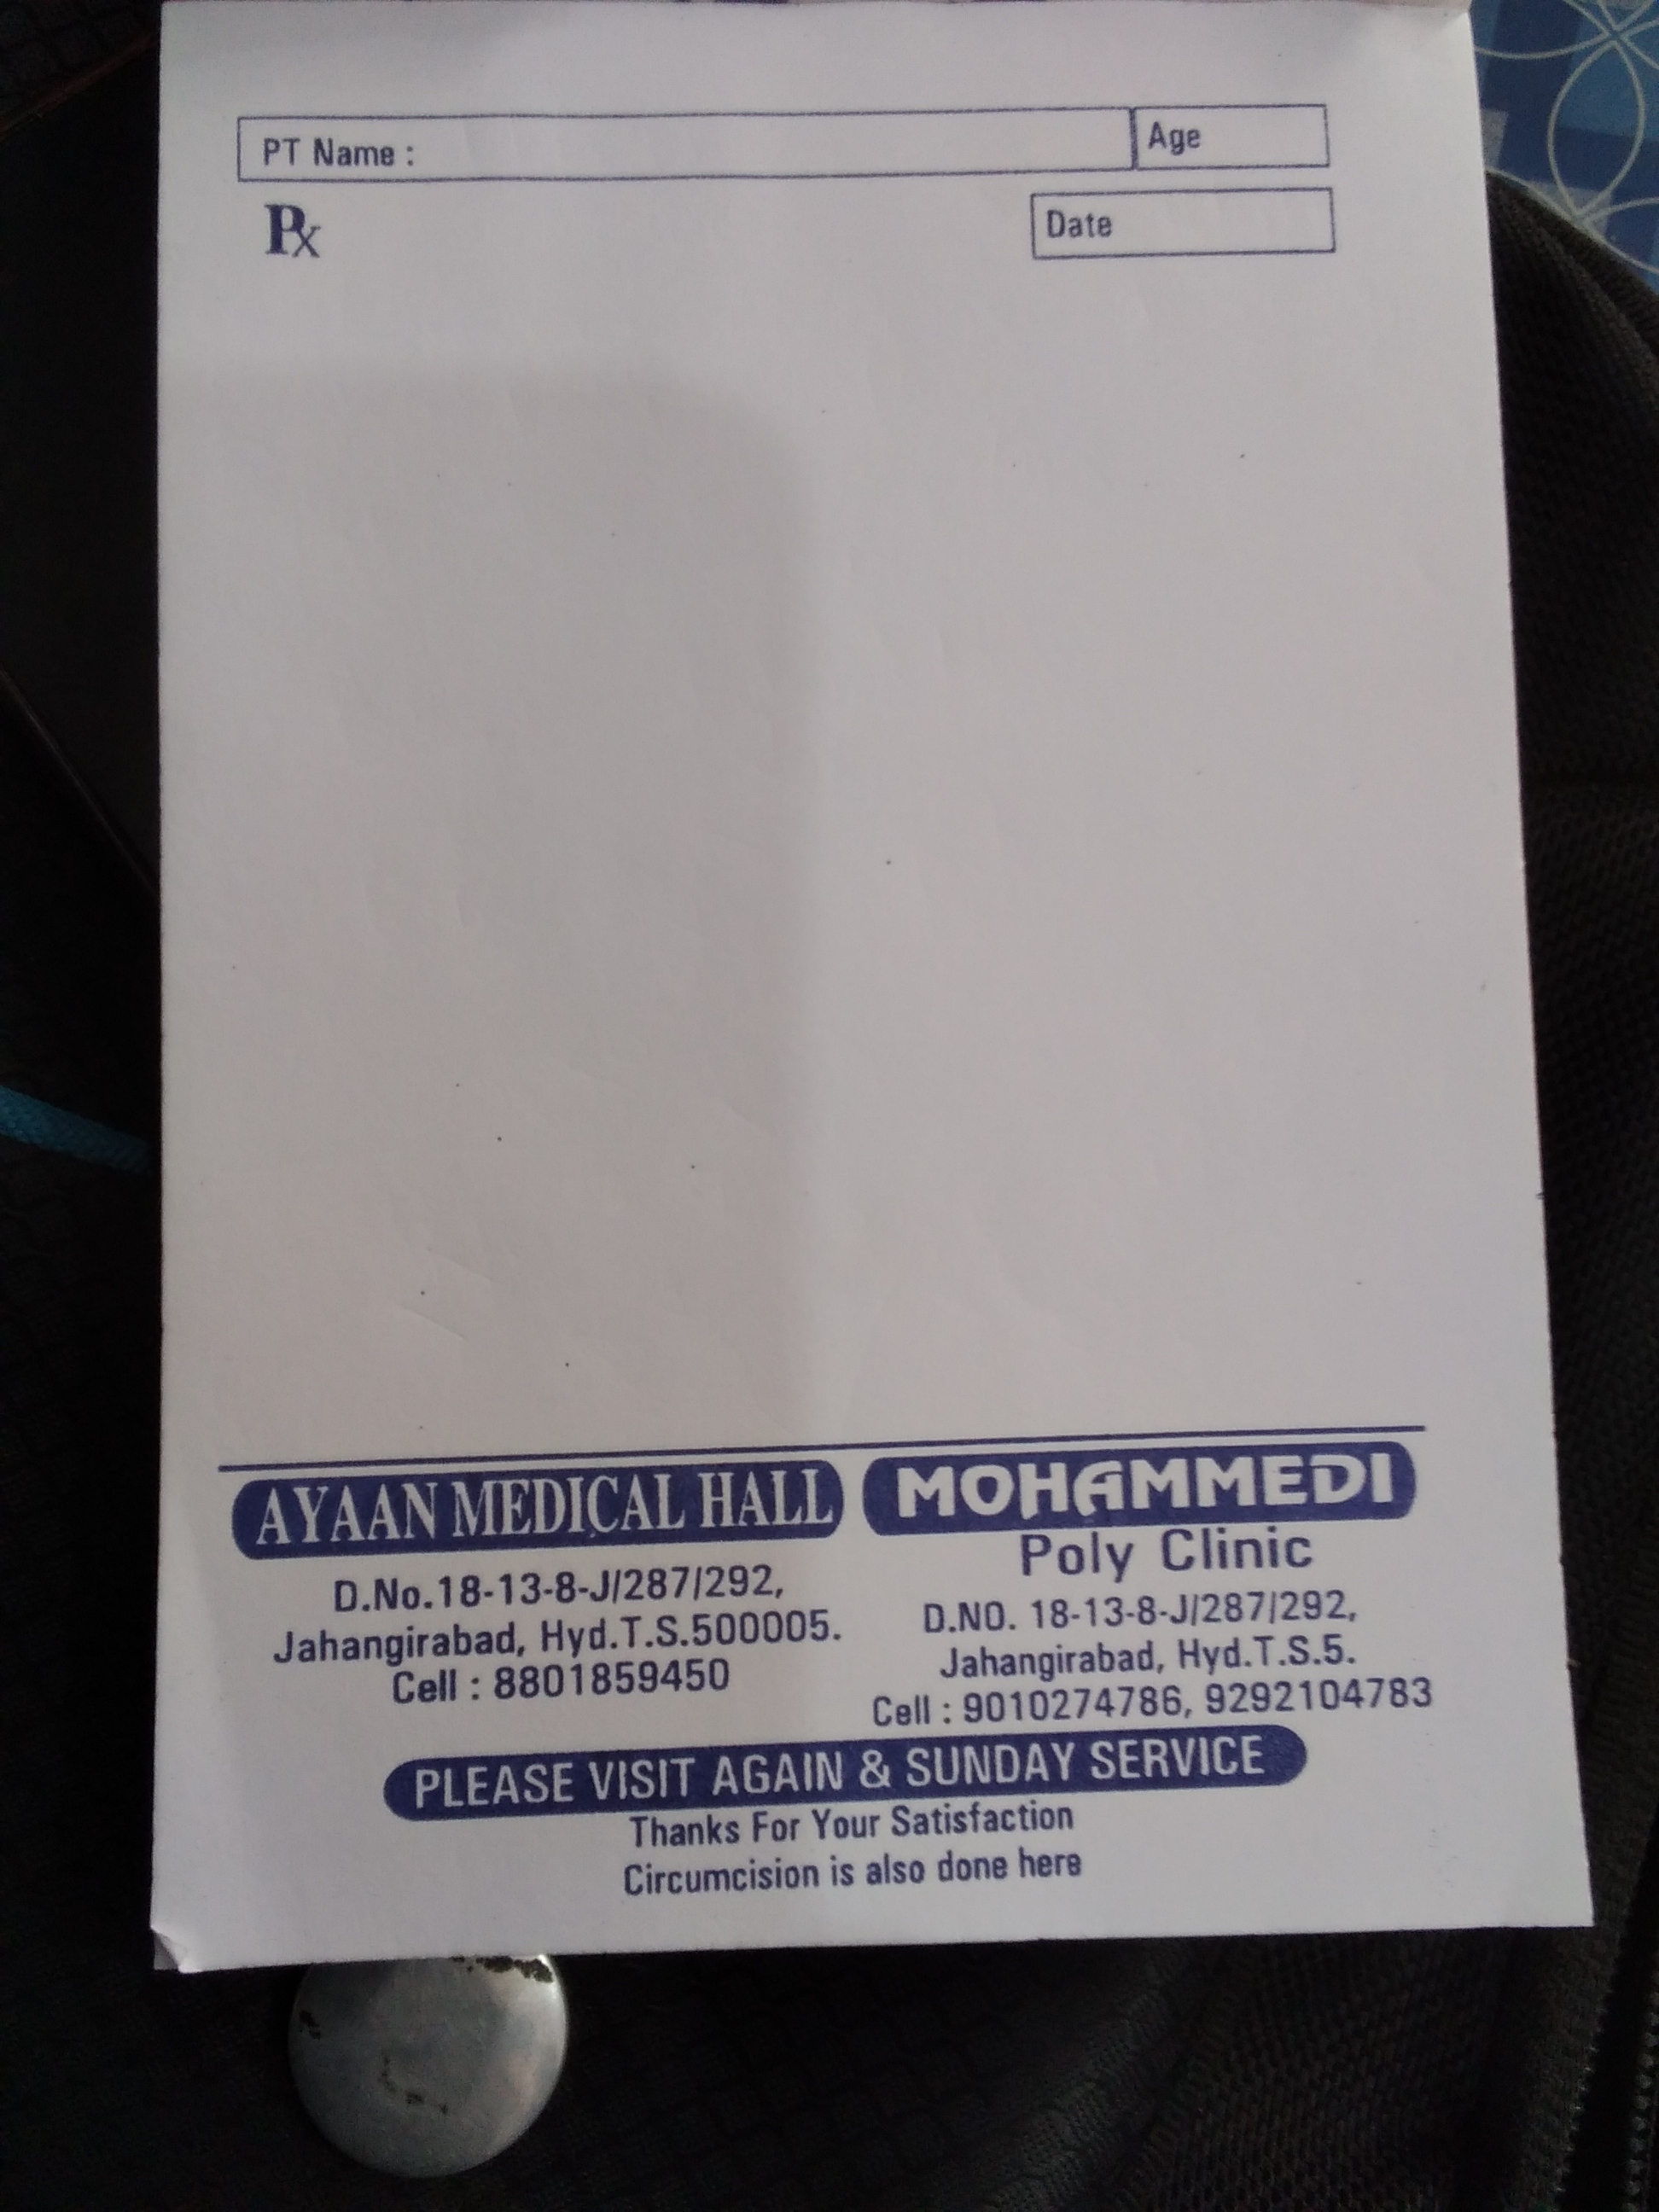 PT Name :
Age
Rx
Date
AYAAN MEDICAL HALL
D.No.18-13-8-J/287/292,
Jahangirabad, Hyd.T.S.500005.
Cell : 8801859450
MOHAMMEDI
Poly Clinic
D.NO. 18-13-8-J/287/292,
Jahangirabad, Hyd.T.S.5.
Cell : 9010274786, 9292104783
PLEASE VISIT AGAIN & SUNDAY SERVICE
Thanks For Your Satisfaction
Circumcision is also done here